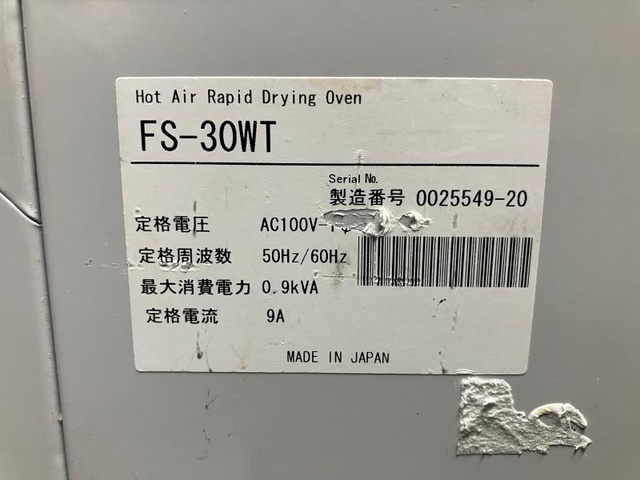 Hot Air Rapid Drying Oven
FS-30WT
Serial No.
製造番号 0025549-20
定格電圧 AC100V-1φ
定格周波数 50Hz/60Hz
最大消費電力 0.9kVA
定格電流 9A
MADE IN JAPAN